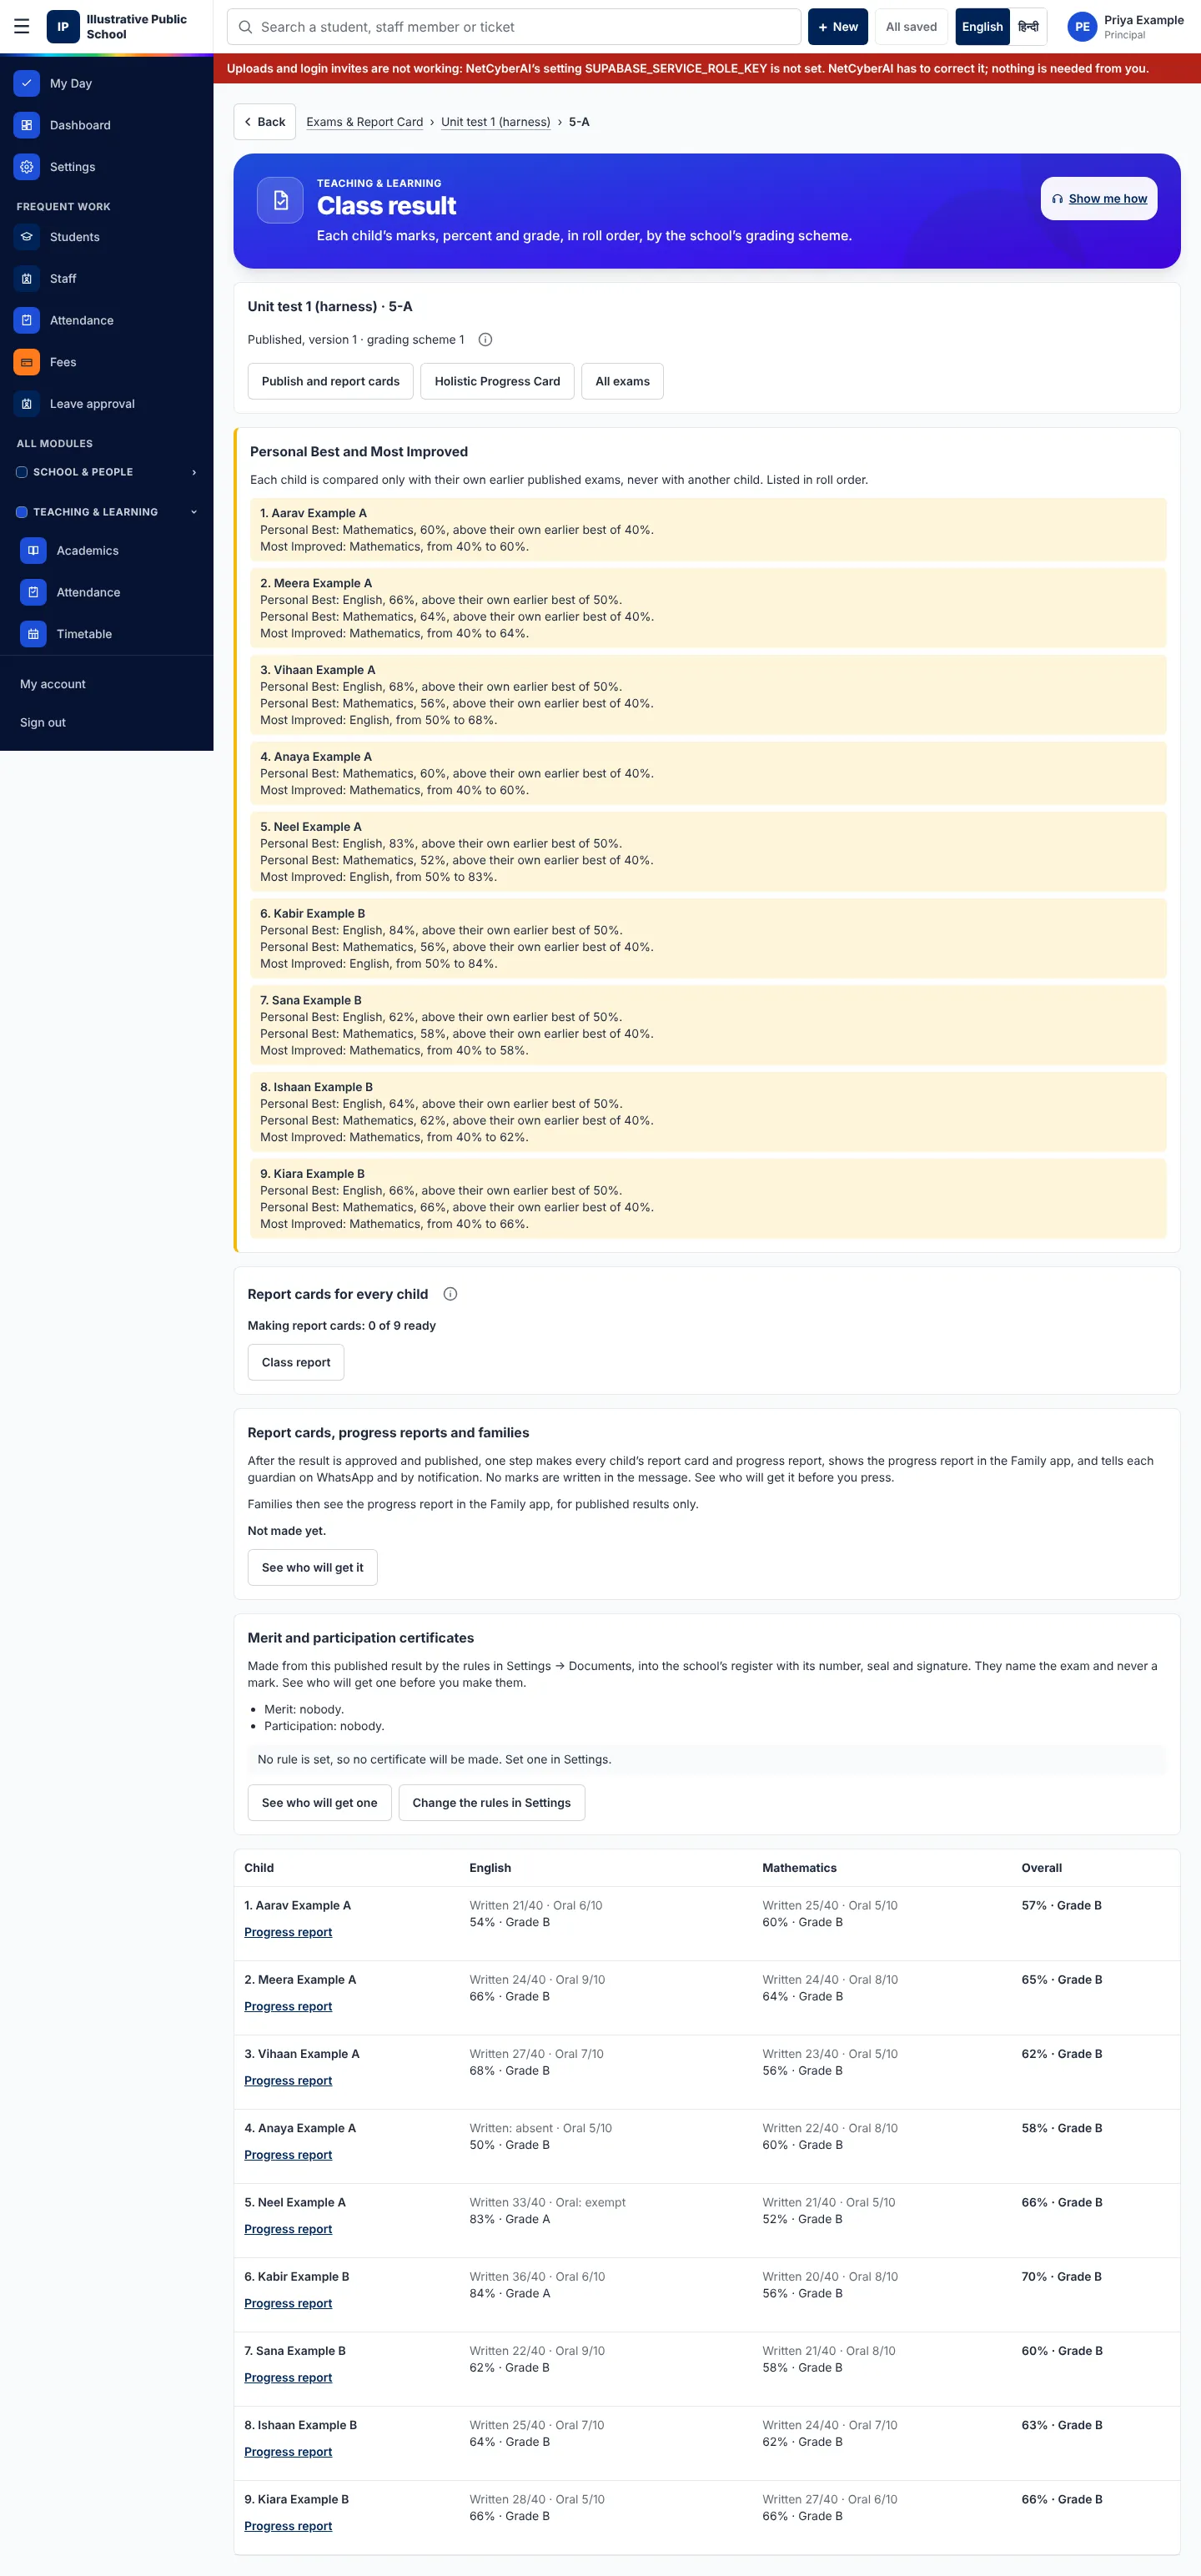 IP
Illustrative Public School
Search a student, staff member or ticket
+ New
All saved
English
हिन्दी
PE
Priya Example
Principal
Uploads and login invites are not working: NetCyberAI’s setting SUPABASE_SERVICE_ROLE_KEY is not set. NetCyberAI has to correct it; nothing is needed from you.
My Day
Dashboard
Settings
FREQUENT WORK
Students
Staff
Attendance
Fees
Leave approval
ALL MODULES
SCHOOL & PEOPLE
TEACHING & LEARNING
Academics
Attendance
Timetable
My account
Sign out
Back
Exams & Report Card › Unit test 1 (harness) › 5-A
TEACHING & LEARNING
Class result
Each child’s marks, percent and grade, in roll order, by the school’s grading scheme.
Show me how
Unit test 1 (harness) · 5-A
Published, version 1 · grading scheme 1
Publish and report cards
Holistic Progress Card
All exams
Personal Best and Most Improved
Each child is compared only with their own earlier published exams, never with another child. Listed in roll order.
1. Aarav Example A
Personal Best: Mathematics, 60%, above their own earlier best of 40%.
Most Improved: Mathematics, from 40% to 60%.
2. Meera Example A
Personal Best: English, 66%, above their own earlier best of 50%.
Personal Best: Mathematics, 64%, above their own earlier best of 40%.
Most Improved: Mathematics, from 40% to 64%.
3. Vihaan Example A
Personal Best: English, 68%, above their own earlier best of 50%.
Personal Best: Mathematics, 56%, above their own earlier best of 40%.
Most Improved: English, from 50% to 68%.
4. Anaya Example A
Personal Best: Mathematics, 60%, above their own earlier best of 40%.
Most Improved: Mathematics, from 40% to 60%.
5. Neel Example A
Personal Best: English, 83%, above their own earlier best of 50%.
Personal Best: Mathematics, 52%, above their own earlier best of 40%.
Most Improved: English, from 50% to 83%.
6. Kabir Example B
Personal Best: English, 84%, above their own earlier best of 50%.
Personal Best: Mathematics, 56%, above their own earlier best of 40%.
Most Improved: English, from 50% to 84%.
7. Sana Example B
Personal Best: English, 62%, above their own earlier best of 50%.
Personal Best: Mathematics, 58%, above their own earlier best of 40%.
Most Improved: Mathematics, from 40% to 58%.
8. Ishaan Example B
Personal Best: English, 64%, above their own earlier best of 50%.
Personal Best: Mathematics, 62%, above their own earlier best of 40%.
Most Improved: Mathematics, from 40% to 62%.
9. Kiara Example B
Personal Best: English, 66%, above their own earlier best of 50%.
Personal Best: Mathematics, 66%, above their own earlier best of 40%.
Most Improved: Mathematics, from 40% to 66%.
Report cards for every child
Making report cards: 0 of 9 ready
Class report
Report cards, progress reports and families
After the result is approved and published, one step makes every child’s report card and progress report, shows the progress report in the Family app, and tells each
guardian on WhatsApp and by notification. No marks are written in the message. See who will get it before you press.
Families then see the progress report in the Family app, for published results only.
Not made yet.
See who will get it
Merit and participation certificates
Made from this published result by the rules in Settings → Documents, into the school’s register with its number, seal and signature. They name the exam and never a
mark. See who will get one before you make them.
• Merit: nobody.
• Participation: nobody.
No rule is set, so no certificate will be made. Set one in Settings.
See who will get one
Change the rules in Settings
Child English Mathematics Overall
1. Aarav Example A Written 21/40 · Oral 6/10 Written 25/40 · Oral 5/10 57% · Grade B
54% · Grade B 60% · Grade B
Progress report
2. Meera Example A Written 24/40 · Oral 9/10 Written 24/40 · Oral 8/10 65% · Grade B
66% · Grade B 64% · Grade B
Progress report
3. Vihaan Example A Written 27/40 · Oral 7/10 Written 23/40 · Oral 5/10 62% · Grade B
68% · Grade B 56% · Grade B
Progress report
4. Anaya Example A Written: absent · Oral 5/10 Written 22/40 · Oral 8/10 58% · Grade B
50% · Grade B 60% · Grade B
Progress report
5. Neel Example A Written 33/40 · Oral: exempt Written 21/40 · Oral 5/10 66% · Grade B
83% · Grade A 52% · Grade B
Progress report
6. Kabir Example B Written 36/40 · Oral 6/10 Written 20/40 · Oral 8/10 70% · Grade B
84% · Grade A 56% · Grade B
Progress report
7. Sana Example B Written 22/40 · Oral 9/10 Written 21/40 · Oral 8/10 60% · Grade B
62% · Grade B 58% · Grade B
Progress report
8. Ishaan Example B Written 25/40 · Oral 7/10 Written 24/40 · Oral 7/10 63% · Grade B
64% · Grade B 62% · Grade B
Progress report
9. Kiara Example B Written 28/40 · Oral 5/10 Written 27/40 · Oral 6/10 66% · Grade B
66% · Grade B 66% · Grade B
Progress report